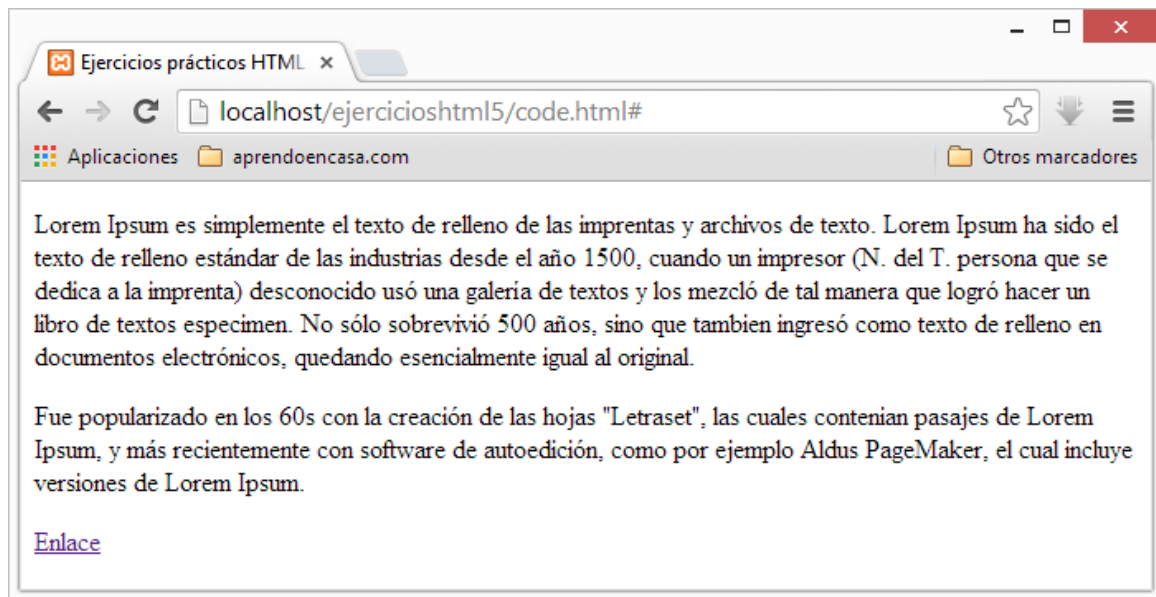 Ejercicios prácticos HTML
localhost/ejercicioshtml5/code.html#
Aplicaciones aprendoencasa.com Otros marcadores
Lorem Ipsum es simplemente el texto de relleno de las imprentas y archivos de texto. Lorem Ipsum ha sido el
texto de relleno estándar de las industrias desde el año 1500, cuando un impresor (N. del T. persona que se
dedica a la imprenta) desconocido usó una galería de textos y los mezcló de tal manera que logró hacer un
libro de textos especimen. No sólo sobrevivió 500 años, sino que tambien ingresó como texto de relleno en
documentos electrónicos, quedando esencialmente igual al original.
Fue popularizado en los 60s con la creación de las hojas "Letraset", las cuales contenian pasajes de Lorem
Ipsum, y más recientemente con software de autoedición, como por ejemplo Aldus PageMaker, el cual incluye
versiones de Lorem Ipsum.
Enlace